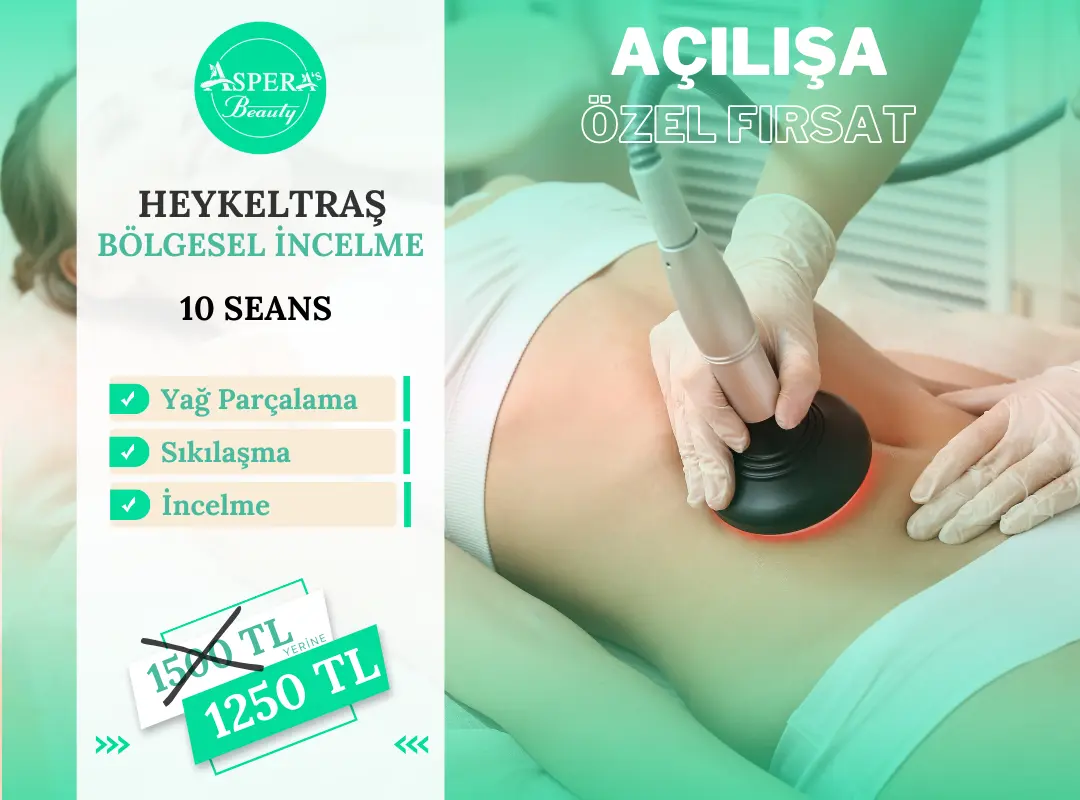 ASPERA'S
Beauty
AÇILIŞA
ÖZEL FIRSAT
HEYKELTRAŞ
BÖLGESEL İNCELME
10 SEANS
Yağ Parçalama
Sıkılaşma
İncelme
1500 TL
YERİNE
1250 TL